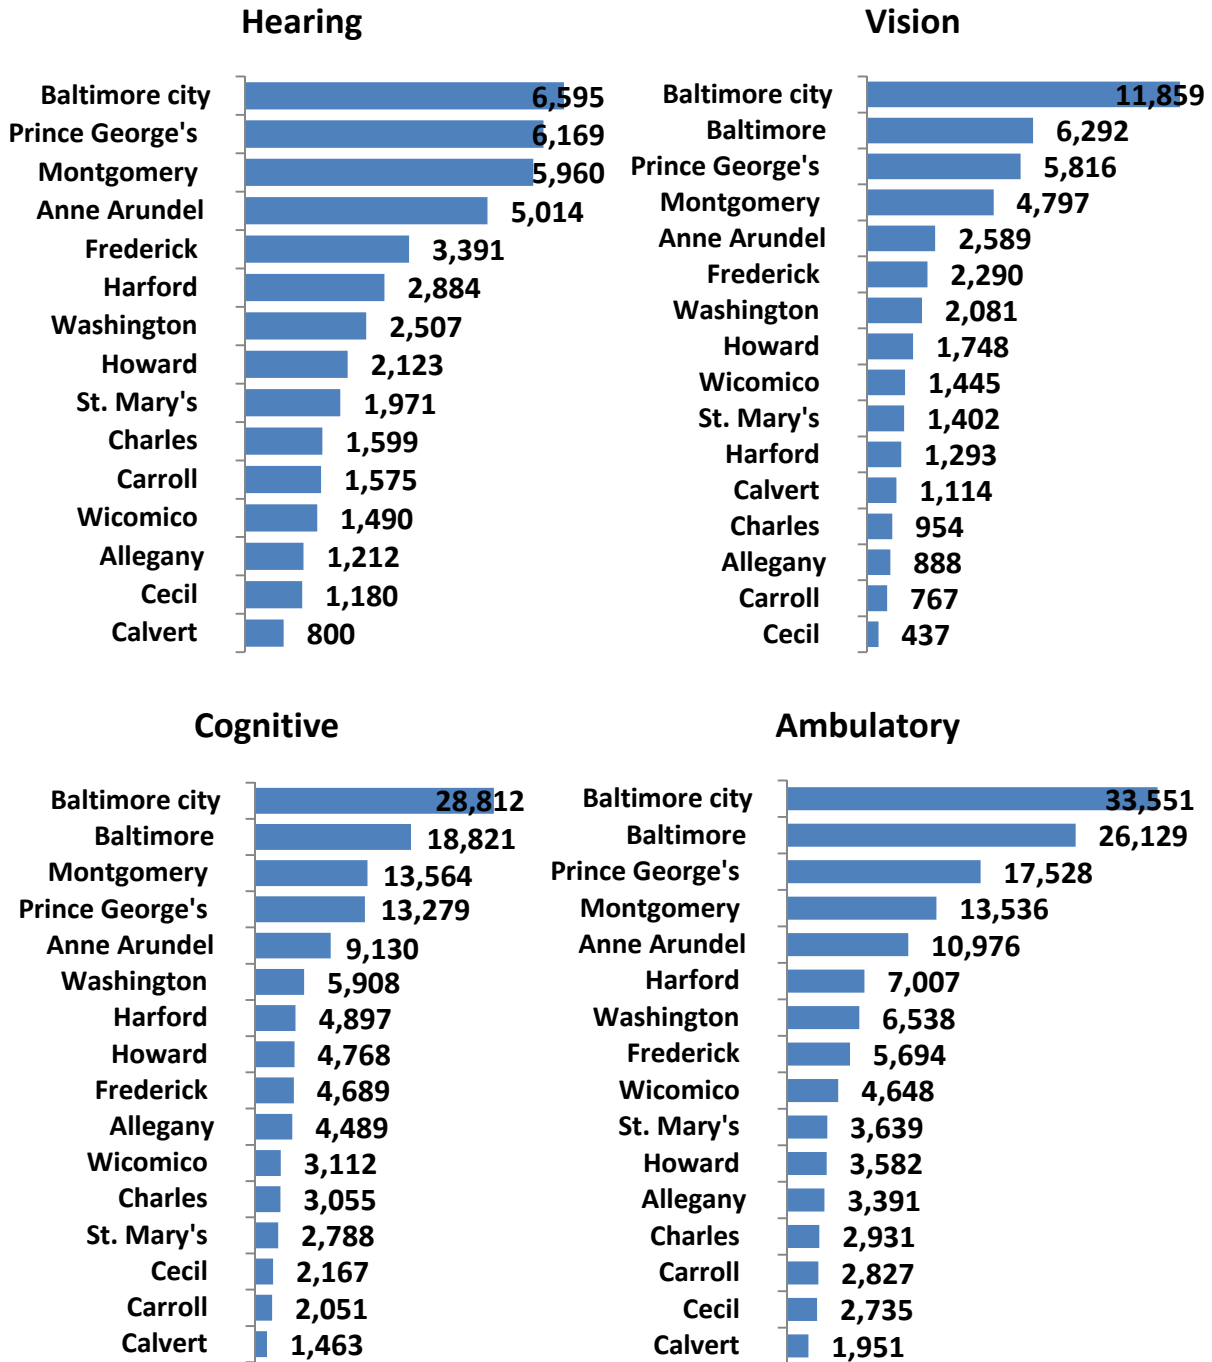 Hearing
Baltimore city 6,595
Prince George's 6,169
Montgomery 5,960
Anne Arundel 5,014
Frederick 3,391
Harford 2,884
Washington 2,507
Howard 2,123
St. Mary's 1,971
Charles 1,599
Carroll 1,575
Wicomico 1,490
Allegany 1,212
Cecil 1,180
Calvert 800
Vision
Baltimore city 11,859
Baltimore 6,292
Prince George's 5,816
Montgomery 4,797
Anne Arundel 2,589
Frederick 2,290
Washington 2,081
Howard 1,748
Wicomico 1,445
St. Mary's 1,402
Harford 1,293
Calvert 1,114
Charles 954
Allegany 888
Carroll 767
Cecil 437
Cognitive
Baltimore city 28,812
Baltimore 18,821
Montgomery 13,564
Prince George's 13,279
Anne Arundel 9,130
Washington 5,908
Harford 4,897
Howard 4,768
Frederick 4,689
Allegany 4,489
Wicomico 3,112
Charles 3,055
St. Mary's 2,788
Cecil 2,167
Carroll 2,051
Calvert 1,463
Ambulatory
Baltimore city 33,551
Baltimore 26,129
Prince George's 17,528
Montgomery 13,536
Anne Arundel 10,976
Harford 7,007
Washington 6,538
Frederick 5,694
Wicomico 4,648
St. Mary's 3,639
Howard 3,582
Allegany 3,391
Charles 2,931
Carroll 2,827
Cecil 2,735
Calvert 1,951